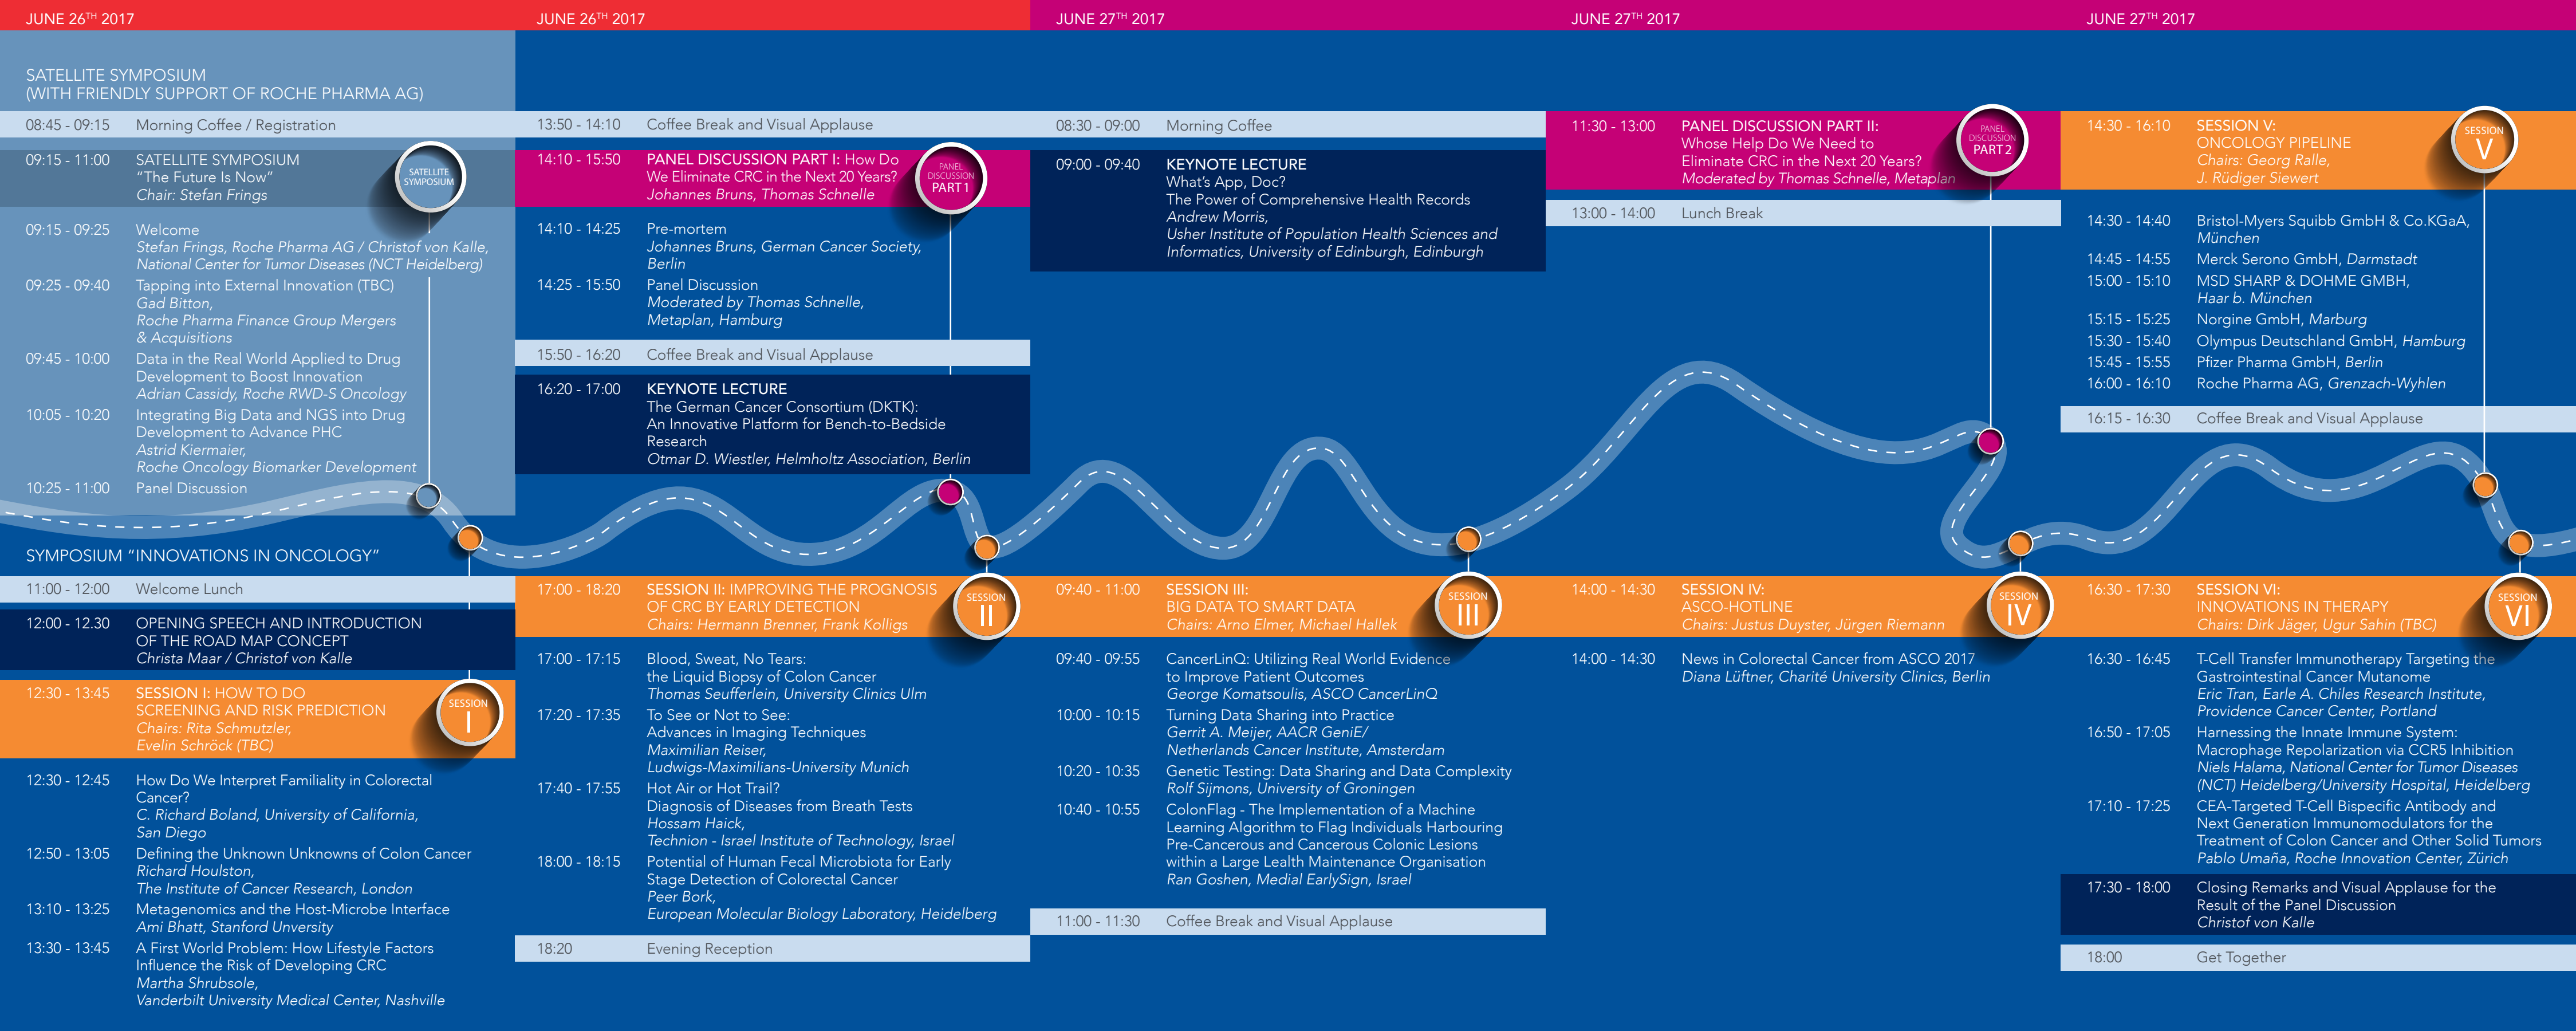 JUNE 26TH 2017
SATELLITE SYMPOSIUM
(WITH FRIENDLY SUPPORT OF ROCHE PHARMA AG)
08:45 - 09:15 Morning Coffee / Registration
09:15 - 11:00 SATELLITE SYMPOSIUM
“The Future Is Now”
Chair: Stefan Frings
SATELLITE
SYMPOSIUM
09:15 - 09:25 Welcome
Stefan Frings, Roche Pharma AG / Christof von Kalle,
National Center for Tumor Diseases (NCT Heidelberg)
09:25 - 09:40 Tapping into External Innovation (TBC)
Gad Bitton,
Roche Pharma Finance Group Mergers
& Acquisitions
09:45 - 10:00 Data in the Real World Applied to Drug
Development to Boost Innovation
Adrian Cassidy, Roche RWD-S Oncology
10:05 - 10:20 Integrating Big Data and NGS into Drug
Development to Advance PHC
Astrid Kiermaier,
Roche Oncology Biomarker Development
10:25 - 11:00 Panel Discussion
SYMPOSIUM “INNOVATIONS IN ONCOLOGY”
11:00 - 12:00 Welcome Lunch
12:00 - 12.30 OPENING SPEECH AND INTRODUCTION
OF THE ROAD MAP CONCEPT
Christa Maar / Christof von Kalle
12:30 - 13:45 SESSION I: HOW TO DO
SCREENING AND RISK PREDICTION
Chairs: Rita Schmutzler,
Evelin Schröck (TBC)
SESSION
I
12:30 - 12:45 How Do We Interpret Familiality in Colorectal
Cancer?
C. Richard Boland, University of California,
San Diego
12:50 - 13:05 Defining the Unknown Unknowns of Colon Cancer
Richard Houlston,
The Institute of Cancer Research, London
13:10 - 13:25 Metagenomics and the Host-Microbe Interface
Ami Bhatt, Stanford Unversity
13:30 - 13:45 A First World Problem: How Lifestyle Factors
Influence the Risk of Developing CRC
Martha Shrubsole,
Vanderbilt University Medical Center, Nashville
JUNE 26TH 2017
13:50 - 14:10 Coffee Break and Visual Applause
14:10 - 15:50 PANEL DISCUSSION PART I: How Do
We Eliminate CRC in the Next 20 Years?
Johannes Bruns, Thomas Schnelle
PANEL
DISCUSSION
PART 1
14:10 - 14:25 Pre-mortem
Johannes Bruns, German Cancer Society,
Berlin
14:25 - 15:50 Panel Discussion
Moderated by Thomas Schnelle,
Metaplan, Hamburg
15:50 - 16:20 Coffee Break and Visual Applause
16:20 - 17:00 KEYNOTE LECTURE
The German Cancer Consortium (DKTK):
An Innovative Platform for Bench-to-Bedside
Research
Otmar D. Wiestler, Helmholtz Association, Berlin
17:00 - 18:20 SESSION II: IMPROVING THE PROGNOSIS
OF CRC BY EARLY DETECTION
Chairs: Hermann Brenner, Frank Kolligs
SESSION
II
17:00 - 17:15 Blood, Sweat, No Tears:
the Liquid Biopsy of Colon Cancer
Thomas Seufferlein, University Clinics Ulm
17:20 - 17:35 To See or Not to See:
Advances in Imaging Techniques
Maximilian Reiser,
Ludwigs-Maximilians-University Munich
17:40 - 17:55 Hot Air or Hot Trail?
Diagnosis of Diseases from Breath Tests
Hossam Haick,
Technion - Israel Institute of Technology, Israel
18:00 - 18:15 Potential of Human Fecal Microbiota for Early
Stage Detection of Colorectal Cancer
Peer Bork,
European Molecular Biology Laboratory, Heidelberg
18:20 Evening Reception
JUNE 27TH 2017
08:30 - 09:00 Morning Coffee
09:00 - 09:40 KEYNOTE LECTURE
What’s App, Doc?
The Power of Comprehensive Health Records
Andrew Morris,
Usher Institute of Population Health Sciences and
Informatics, University of Edinburgh, Edinburgh
09:40 - 11:00 SESSION III:
BIG DATA TO SMART DATA
Chairs: Arno Elmer, Michael Hallek
SESSION
III
09:40 - 09:55 CancerLinQ: Utilizing Real World Evidence
to Improve Patient Outcomes
George Komatsoulis, ASCO CancerLinQ
10:00 - 10:15 Turning Data Sharing into Practice
Gerrit A. Meijer, AACR GeniE/
Netherlands Cancer Institute, Amsterdam
10:20 - 10:35 Genetic Testing: Data Sharing and Data Complexity
Rolf Sijmons, University of Groningen
10:40 - 10:55 ColonFlag - The Implementation of a Machine
Learning Algorithm to Flag Individuals Harbouring
Pre-Cancerous and Cancerous Colonic Lesions
within a Large Lealth Maintenance Organisation
Ran Goshen, Medial EarlySign, Israel
11:00 - 11:30 Coffee Break and Visual Applause
JUNE 27TH 2017
11:30 - 13:00 PANEL DISCUSSION PART II:
Whose Help Do We Need to
Eliminate CRC in the Next 20 Years?
Moderated by Thomas Schnelle, Metaplan
PANEL
DISCUSSION
PART 2
13:00 - 14:00 Lunch Break
14:00 - 14:30 SESSION IV:
ASCO-HOTLINE
Chairs: Justus Duyster, Jürgen Riemann
SESSION
IV
14:00 - 14:30 News in Colorectal Cancer from ASCO 2017
Diana Lüftner, Charité University Clinics, Berlin
JUNE 27TH 2017
14:30 - 16:10 SESSION V:
ONCOLOGY PIPELINE
Chairs: Georg Ralle,
J. Rüdiger Siewert
SESSION
V
14:30 - 14:40 Bristol-Myers Squibb GmbH & Co.KGaA,
München
14:45 - 14:55 Merck Serono GmbH, Darmstadt
15:00 - 15:10 MSD SHARP & DOHME GMBH,
Haar b. München
15:15 - 15:25 Norgine GmbH, Marburg
15:30 - 15:40 Olympus Deutschland GmbH, Hamburg
15:45 - 15:55 Pfizer Pharma GmbH, Berlin
16:00 - 16:10 Roche Pharma AG, Grenzach-Wyhlen
16:15 - 16:30 Coffee Break and Visual Applause
16:30 - 17:30 SESSION VI:
INNOVATIONS IN THERAPY
Chairs: Dirk Jäger, Ugur Sahin (TBC)
SESSION
VI
16:30 - 16:45 T-Cell Transfer Immunotherapy Targeting the
Gastrointestinal Cancer Mutanome
Eric Tran, Earle A. Chiles Research Institute,
Providence Cancer Center, Portland
16:50 - 17:05 Harnessing the Innate Immune System:
Macrophage Repolarization via CCR5 Inhibition
Niels Halama, National Center for Tumor Diseases
(NCT) Heidelberg/University Hospital, Heidelberg
17:10 - 17:25 CEA-Targeted T-Cell Bispecific Antibody and
Next Generation Immunomodulators for the
Treatment of Colon Cancer and Other Solid Tumors
Pablo Umaña, Roche Innovation Center, Zürich
17:30 - 18:00 Closing Remarks and Visual Applause for the
Result of the Panel Discussion
Christof von Kalle
18:00 Get Together